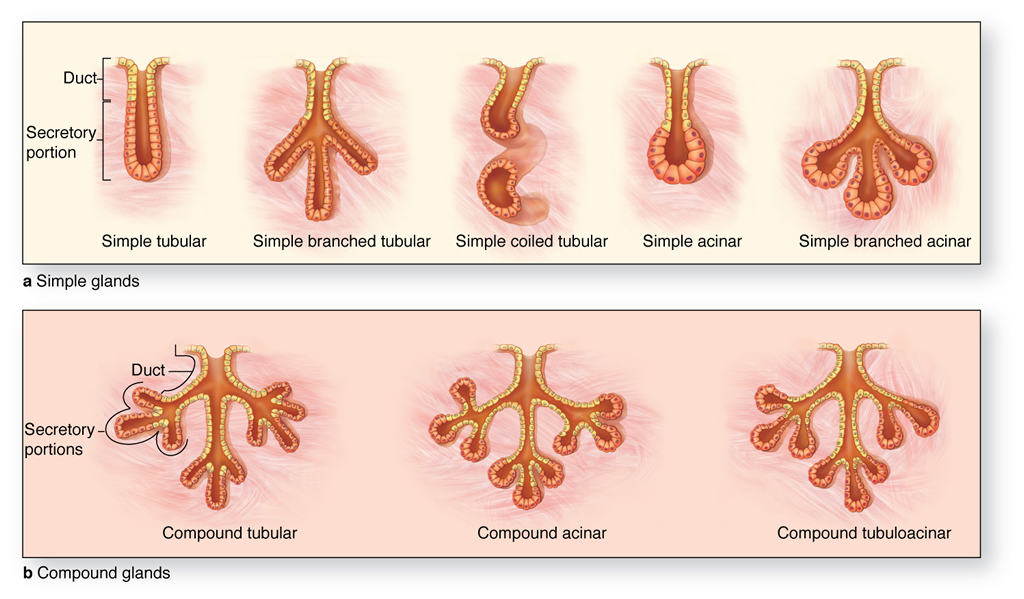 Duct
Secretory
portion
Simple tubular
Simple branched tubular
Simple coiled tubular
Simple acinar
Simple branched acinar
a Simple glands
Duct
Secretory
portions
Compound tubular
Compound acinar
Compound tubuloacinar
b Compound glands